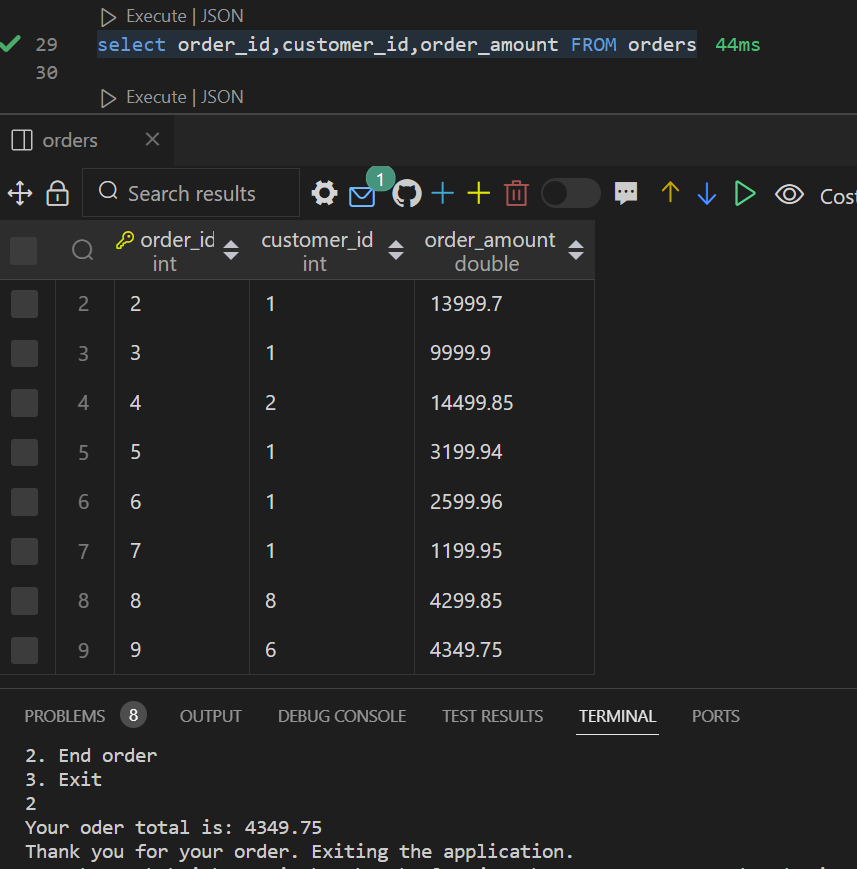 Execute | JSON
29 select order_id,customer_id,order_amount FROM orders 44ms
30
Execute | JSON
orders
Search results 1 Cost
order_id customer_id order_amount
int int double
2 2 1 13999.7
3 3 1 9999.9
4 4 2 14499.85
5 5 1 3199.94
6 6 1 2599.96
7 7 1 1199.95
8 8 8 4299.85
9 9 6 4349.75
PROBLEMS 8 OUTPUT DEBUG CONSOLE TEST RESULTS TERMINAL PORTS
2. End order
3. Exit
2
Your oder total is: 4349.75
Thank you for your order. Exiting the application.